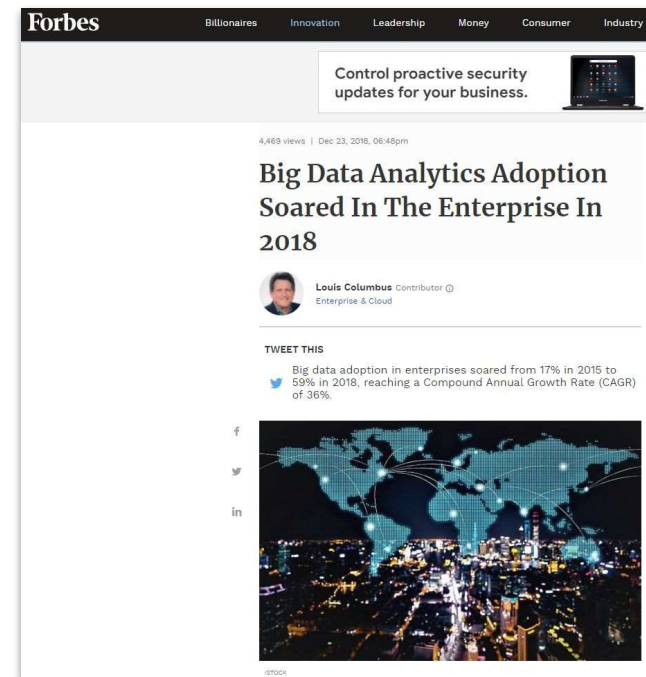 Forbes
Billionaires Innovation Leadership Money Consumer Industry
Control proactive security
updates for your business.
4,469 views | Dec 23, 2018, 06:48pm
Big Data Analytics Adoption
Soared In The Enterprise In
2018
Louis Columbus Contributor
Enterprise & Cloud
TWEET THIS
Big data adoption in enterprises soared from 17% in 2015 to
59% in 2018, reaching a Compound Annual Growth Rate (CAGR)
of 36%.
f
in
ISTOCK